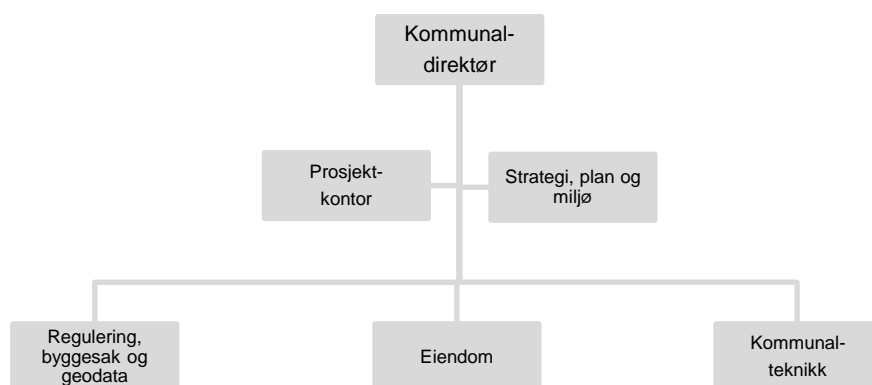 Kommunal-
direktør
Prosjekt-
kontor
Strategi, plan og
miljø
Regulering,
byggesak og
geodata
Eiendom
Kommunal-
teknikk